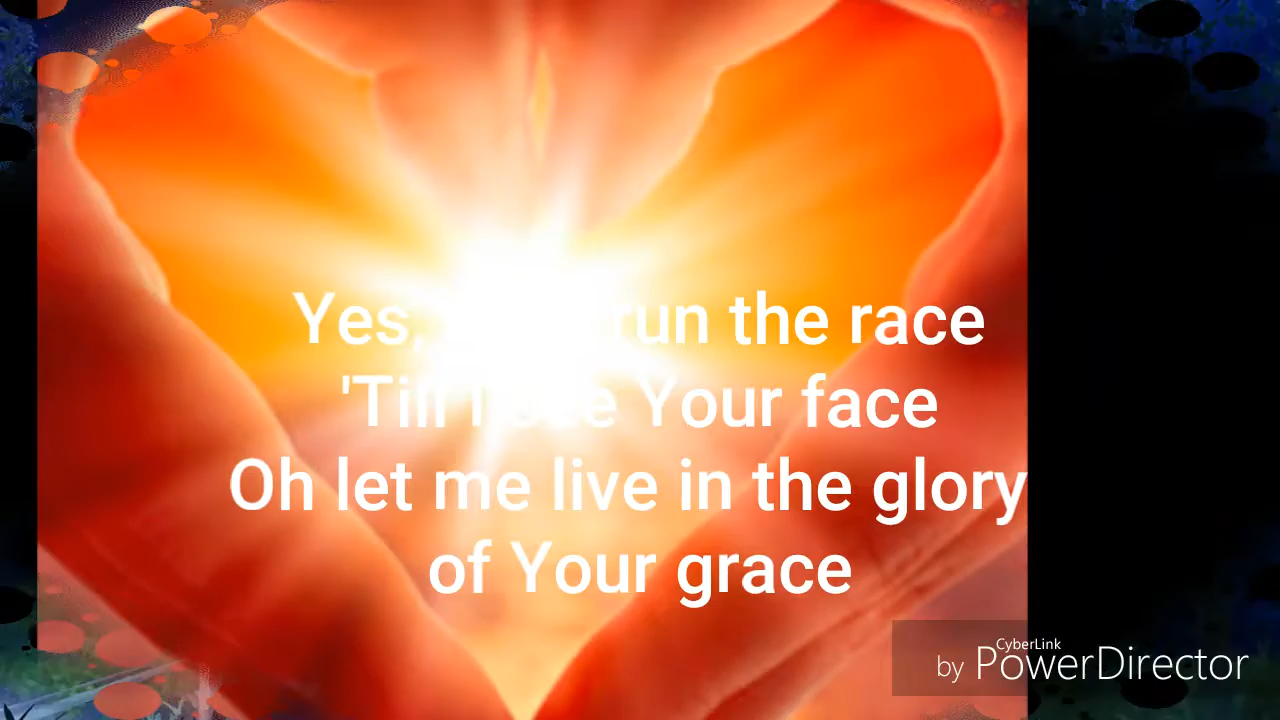 Yes, run the race
'Till I see Your face
Oh let me live in the glory
of Your grace
CyberLink
by PowerDirector